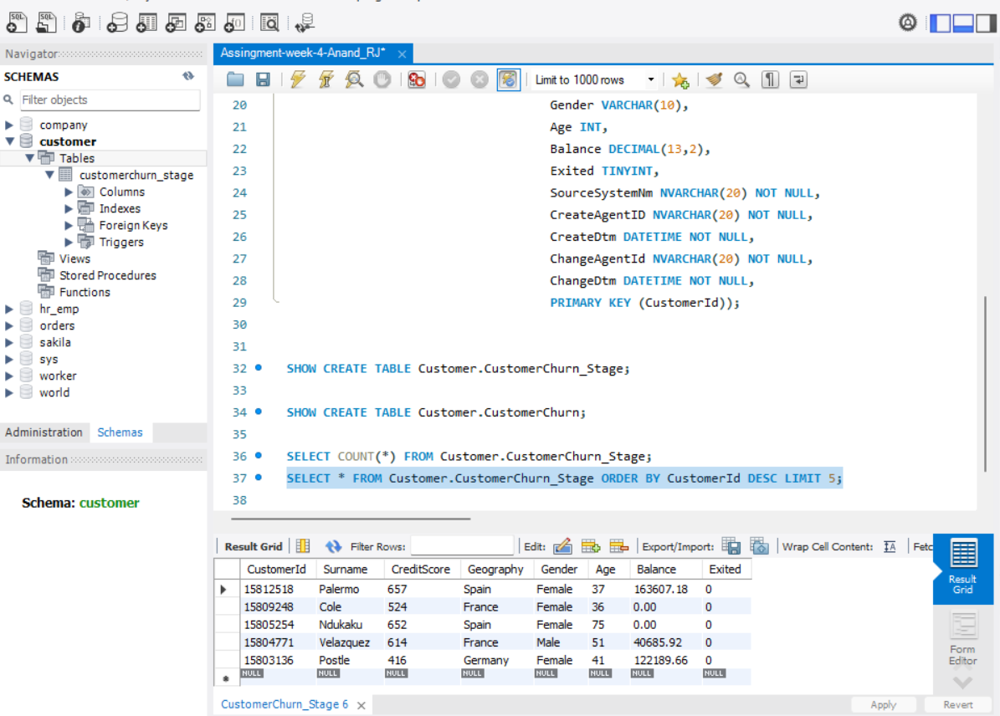 Navigator
Assingment-week-4-Anand_RJ*
SCHEMAS
Filter objects
Limit to 1000 rows
company
customer
Tables
customerchurn_stage
Columns
Indexes
Foreign Keys
Triggers
Views
Stored Procedures
Functions
hr_emp
orders
sakila
sys
worker
world
Administration Schemas
Information
Schema: customer
20 Gender VARCHAR(10),
21 Age INT,
22 Balance DECIMAL(13,2),
23 Exited TINYINT,
24 SourceSystemNm NVARCHAR(20) NOT NULL,
25 CreateAgentID NVARCHAR(20) NOT NULL,
26 CreateDtm DATETIME NOT NULL,
27 ChangeAgentId NVARCHAR(20) NOT NULL,
28 ChangeDtm DATETIME NOT NULL,
29 PRIMARY KEY (CustomerId));
30
31
32 SHOW CREATE TABLE Customer.CustomerChurn_Stage;
33
34 SHOW CREATE TABLE Customer.CustomerChurn;
35
36 SELECT COUNT(*) FROM Customer.CustomerChurn_Stage;
37 SELECT * FROM Customer.CustomerChurn_Stage ORDER BY CustomerId DESC LIMIT 5;
38
Result Grid Filter Rows: Edit: Export/Import: Wrap Cell Content: Fetc
CustomerId Surname CreditScore Geography Gender Age Balance Exited
15812518 Palermo 657 Spain Female 37 163607.18 0
15809248 Cole 524 France Female 36 0.00 0
15805254 Ndukaku 652 Spain Female 75 0.00 0
15804771 Velazquez 614 France Male 51 40685.92 0
15803136 Postle 416 Germany Female 41 122189.66 0
NULL NULL NULL NULL NULL NULL NULL NULL
Result
Grid
Form
Editor
CustomerChurn_Stage 6
Apply Revert